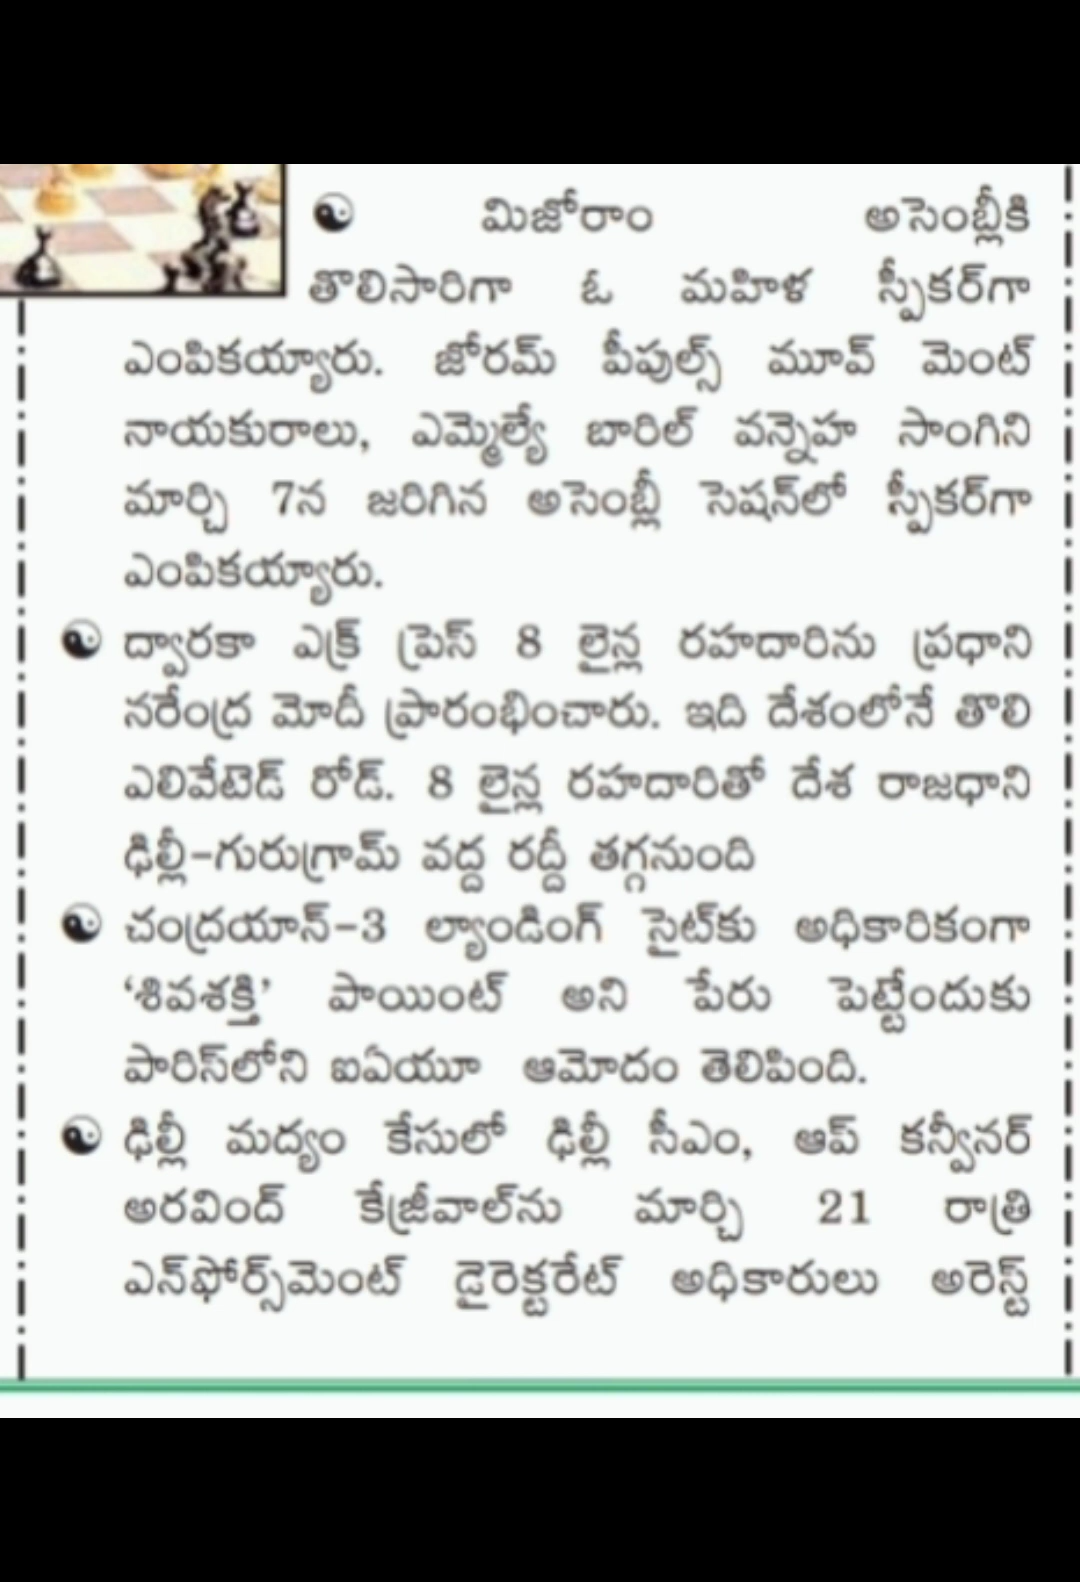 మిజోరాం అసెంబ్లీకి
తొలిసారిగా ఓ మహిళ స్పీకర్‌గా
ఎంపికయ్యారు. జోరమ్ పీపుల్స్ మూవ్ మెంట్
నాయకురాలు, ఎమ్మెల్యే బారిల్ వన్నెహ సాంగిని
మార్చి 7న జరిగిన అసెంబ్లీ సెషన్‌లో స్పీకర్‌గా
ఎంపికయ్యారు.
ద్వారకా ఎక్ర్ ప్రెస్ 8 లైన్ల రహదారిను ప్రధాని
నరేంద్ర మోదీ ప్రారంభించారు. ఇది దేశంలోనే తొలి
ఎలివేటెడ్ రోడ్. 8 లైన్ల రహదారితో దేశ రాజధాని
ఢిల్లీ-గురుగ్రామ్ వద్ద రద్దీ తగ్గనుంది
చంద్రయాన్-3 ల్యాండింగ్ సైట్‌కు అధికారికంగా
‘శివశక్తి’ పాయింట్ అని పేరు పెట్టేందుకు
పారిస్‌లోని ఐఏయూ ఆమోదం తెలిపింది.
ఢిల్లీ మద్యం కేసులో ఢిల్లీ సీఎం, ఆప్ కన్వీనర్
అరవింద్ కేజ్రీవాల్‌ను మార్చి 21 రాత్రి
ఎన్‌ఫోర్స్‌మెంట్ డైరెక్టరేట్ అధికారులు అరెస్ట్